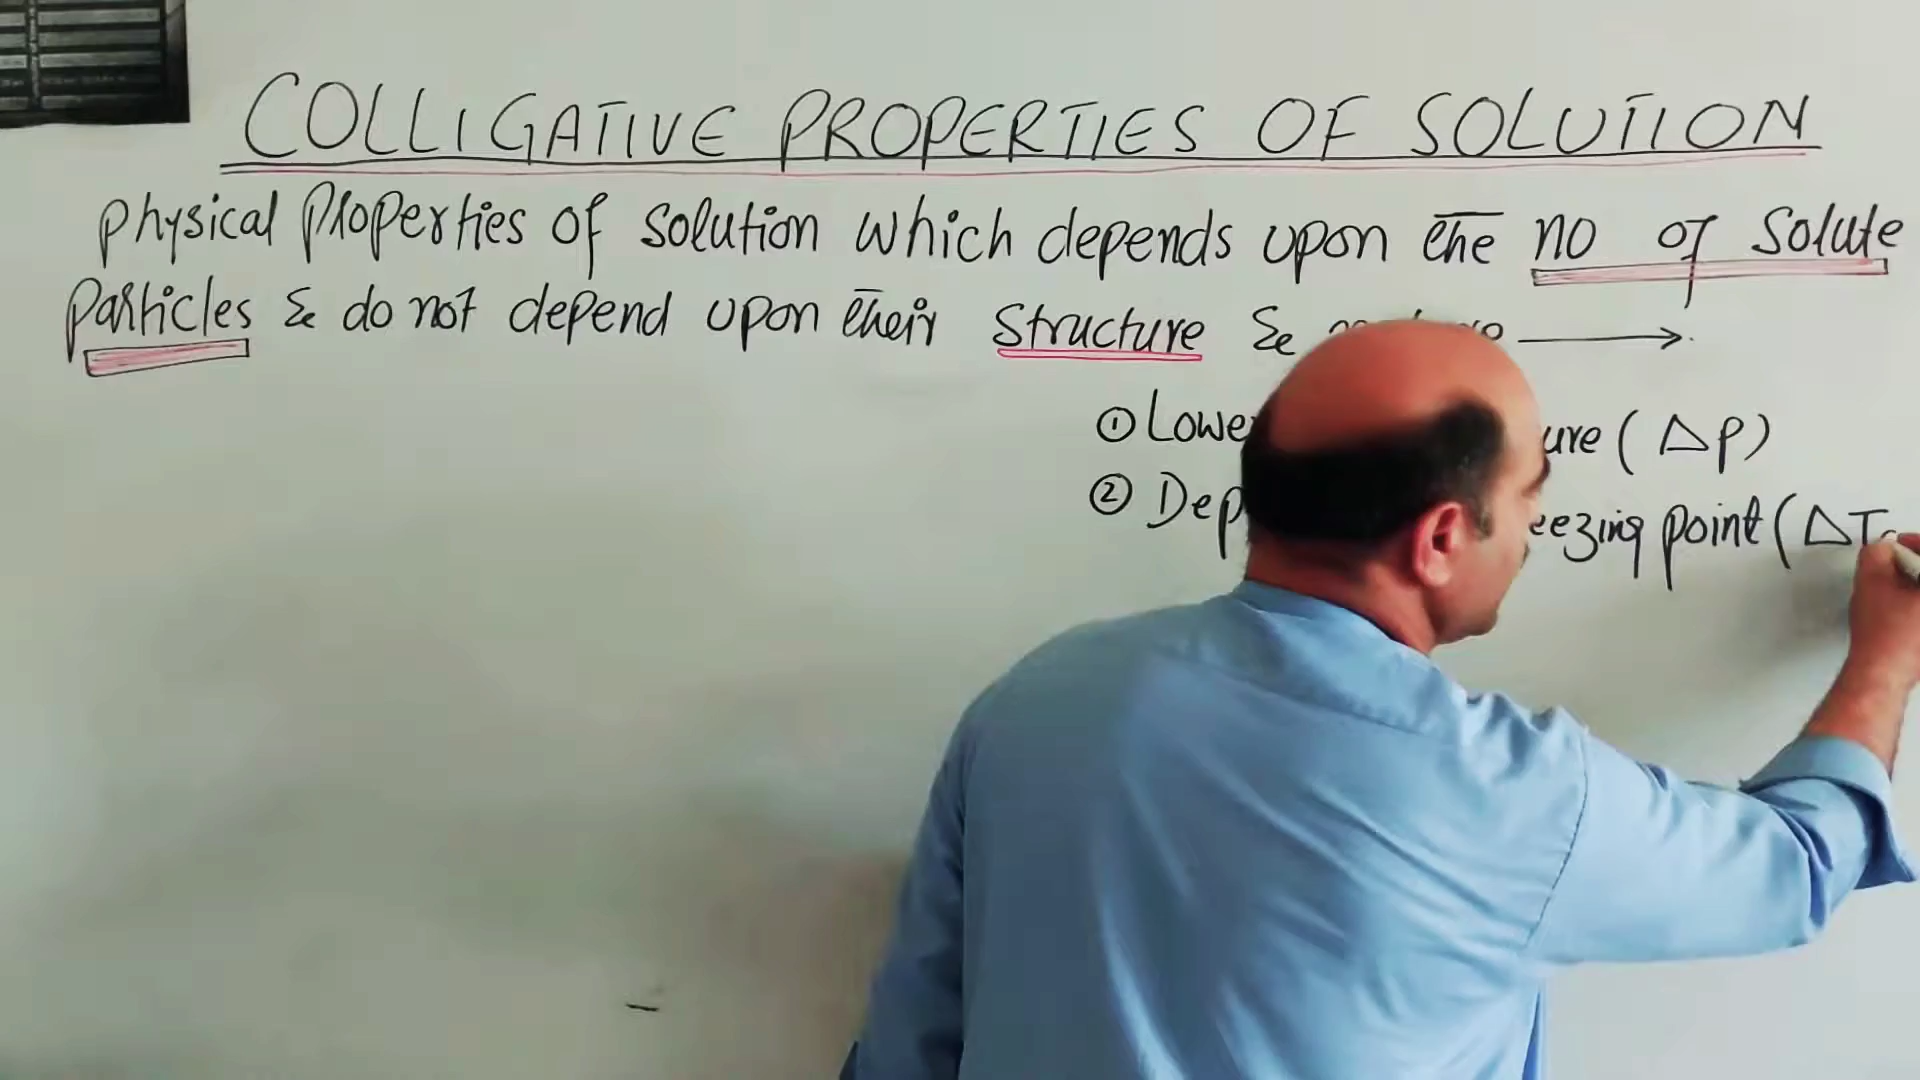 COLLIGATIVE PROPERTIES OF SOLUTION
Physical Properties of solution which depends upon the no of Solute
Particles & do not depend upon their Structure &
① Lowe ure (ΔP)
② Dep eezing point (ΔT